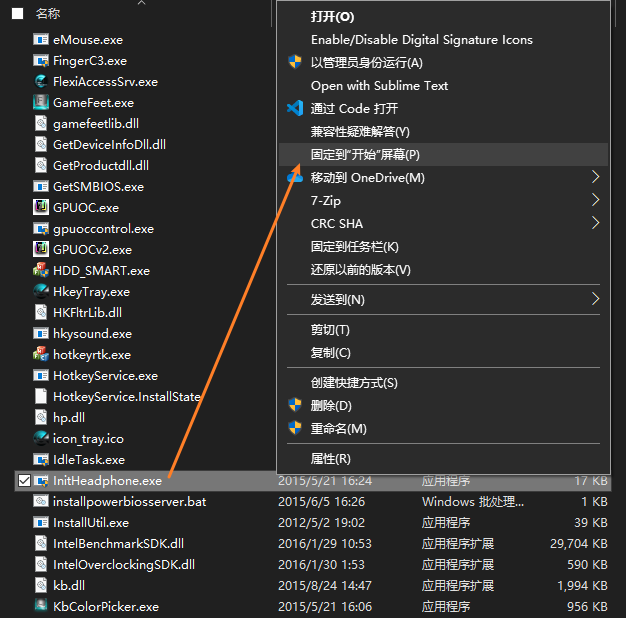 名称
eMouse.exe
FingerC3.exe
FlexiAccessSrv.exe
GameFeet.exe
gamefeetlib.dll
GetDeviceInfoDll.dll
GetProductdll.dll
GetSMBIOS.exe
GPUOC.exe
gpuoccontrol.exe
GPUOCv2.exe
HDD_SMART.exe
HkeyTray.exe
HKFltrLib.dll
hkysound.exe
hotkeyrtk.exe
HotkeyService.exe
HotkeyService.InstallState
hp.dll
icon_tray.ico
IdleTask.exe
打开(O)
Enable/Disable Digital Signature Icons
以管理员身份运行(A)
Open with Sublime Text
通过 Code 打开
兼容性疑难解答(Y)
固定到"开始"屏幕(P)
移动到 OneDrive(M)
7-Zip
CRC SHA
固定到任务栏(K)
还原以前的版本(V)
发送到(N)
剪切(T)
复制(C)
创建快捷方式(S)
删除(D)
重命名(M)
属性(R)
InitHeadphone.exe 2015/5/21 16:24 应用程序 17 KB
installpowerbiosserver.bat 2015/6/5 16:26 Windows 批处理... 1 KB
InstallUtil.exe 2012/5/2 19:02 应用程序 39 KB
IntelBenchmarkSDK.dll 2016/1/29 10:53 应用程序扩展 29,704 KB
IntelOverclockingSDK.dll 2016/1/30 1:53 应用程序扩展 590 KB
kb.dll 2015/8/24 14:47 应用程序扩展 1,994 KB
KbColorPicker.exe 2015/5/21 16:06 应用程序 956 KB